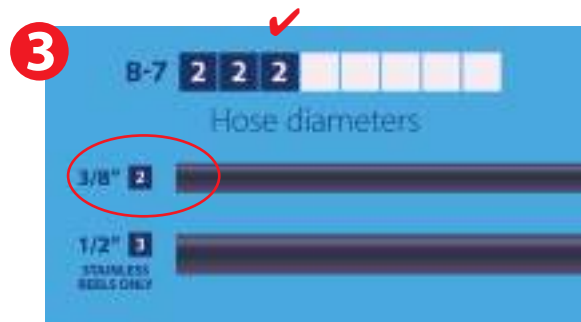 3
8-7 2 2 2
Hose diameters
3/8" 2
1/2" 3
STAINLESS
REELS ONLY